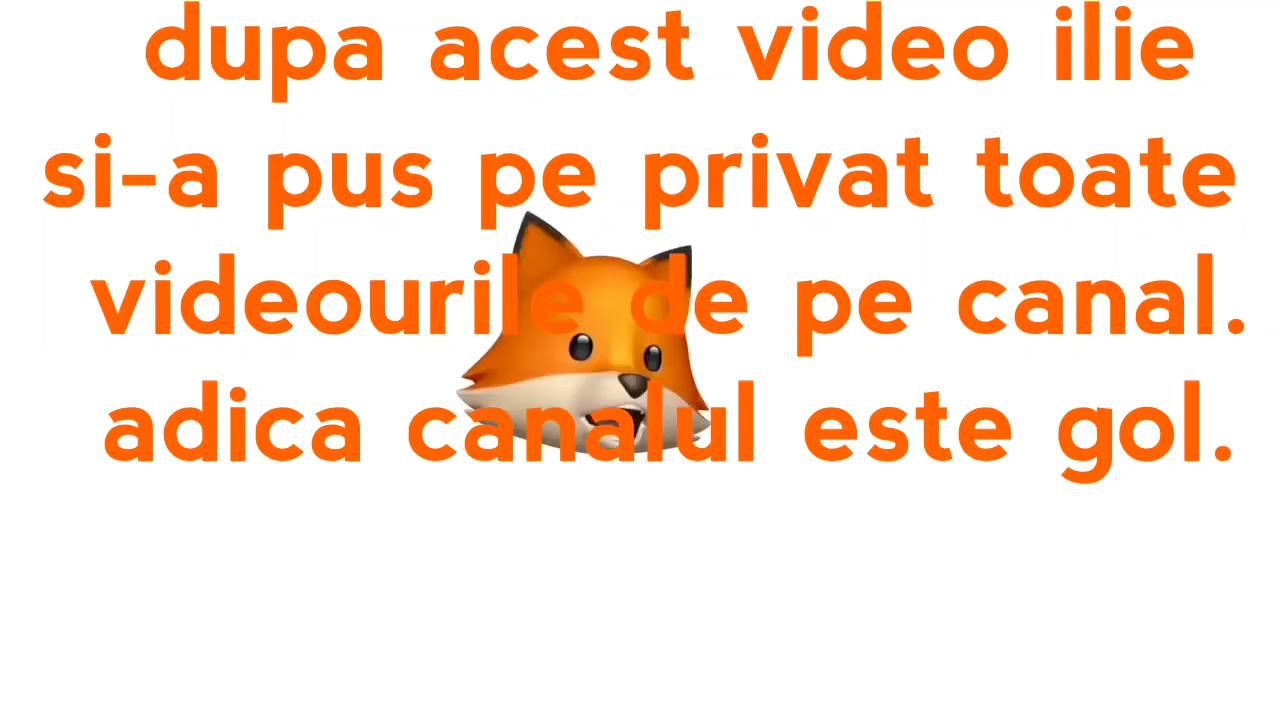 dupa acest video ilie
si-a pus pe privat toate
videourile de pe canal.
adica canalul este gol.